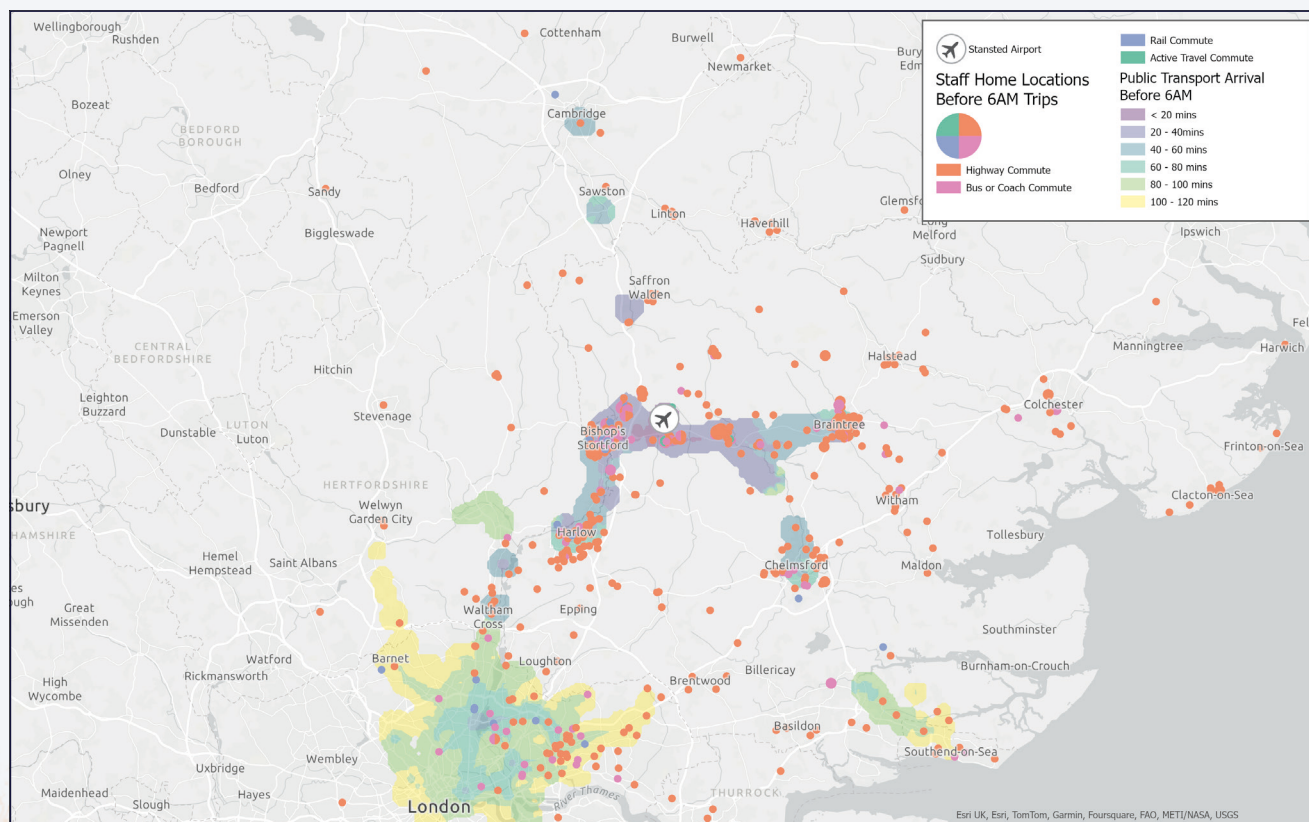 Wellingborough
Rushden
Cottenham
Burwell
Newmarket
Bozeat
BEDFORD
BOROUGH
Cambridge
Olney
Bedford
Sandy
Sawston
Linton
Haverhill
Newport
Pagnell
Biggleswade
Milton
Keynes
Emerson
Valley
Saffron
Walden
Glemsf
Long
Melford
Sudbury
Ipswich
CENTRAL
BEDFORDSHIRE
Hitchin
Halstead
Manningtree
Harwich
Leighton
Buzzard
Stevenage
Colchester
LUTON
Luton
Dunstable
Bishop's
Stortford
Braintree
Frinton-on-Sea
HERTFORDSHIRE
Witham
Clacton-on-Sea
sbury
Welwyn
Garden City
HAMSHIRE
Harlow
Tollesbury
Hemel
Hempstead
Saint Albans
Chelmsford
Maldon
Great
Missenden
Waltham
Cross
Epping
Southminster
Watford
Barnet
Loughton
Billericay
Burnham-on-Crouch
High
Wycombe
Rickmansworth
Brentwood
Basildon
Wembley
Southend-on-Sea
Uxbridge
Maidenhead
Slough
Hayes
London
River Thames
THURROCK
Stansted Airport
Staff Home Locations
Before 6AM Trips
Highway Commute
Bus or Coach Commute
Rail Commute
Active Travel Commute
Public Transport Arrival
Before 6AM
< 20 mins
20 - 40mins
40 - 60 mins
60 - 80 mins
80 - 100 mins
100 - 120 mins
Esri UK, Esri, TomTom, Garmin, Foursquare, FAO, METI/NASA, USGS